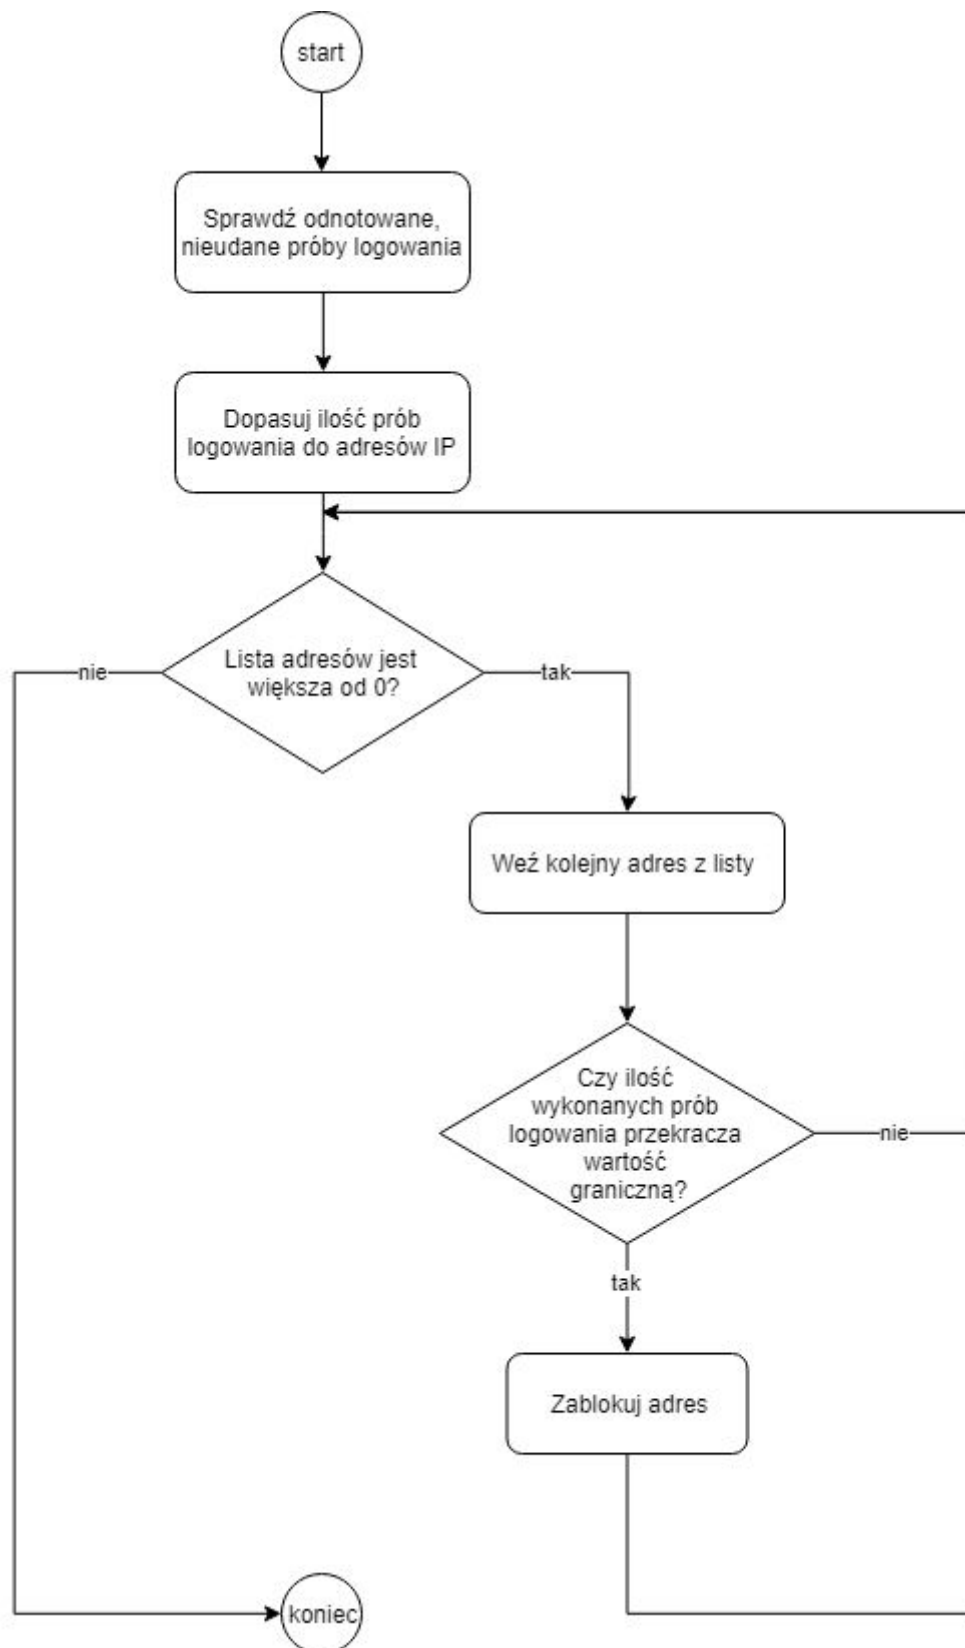 start
Sprawdź odnotowane,
nieudane próby logowania
Dopasuj ilość prób
logowania do adresów IP
Lista adresów jest
większa od 0?
nie
tak
Weź kolejny adres z listy
Czy ilość
wykonanych prób
logowania przekracza
wartość
graniczną?
nie
tak
Zablokuj adres
koniec